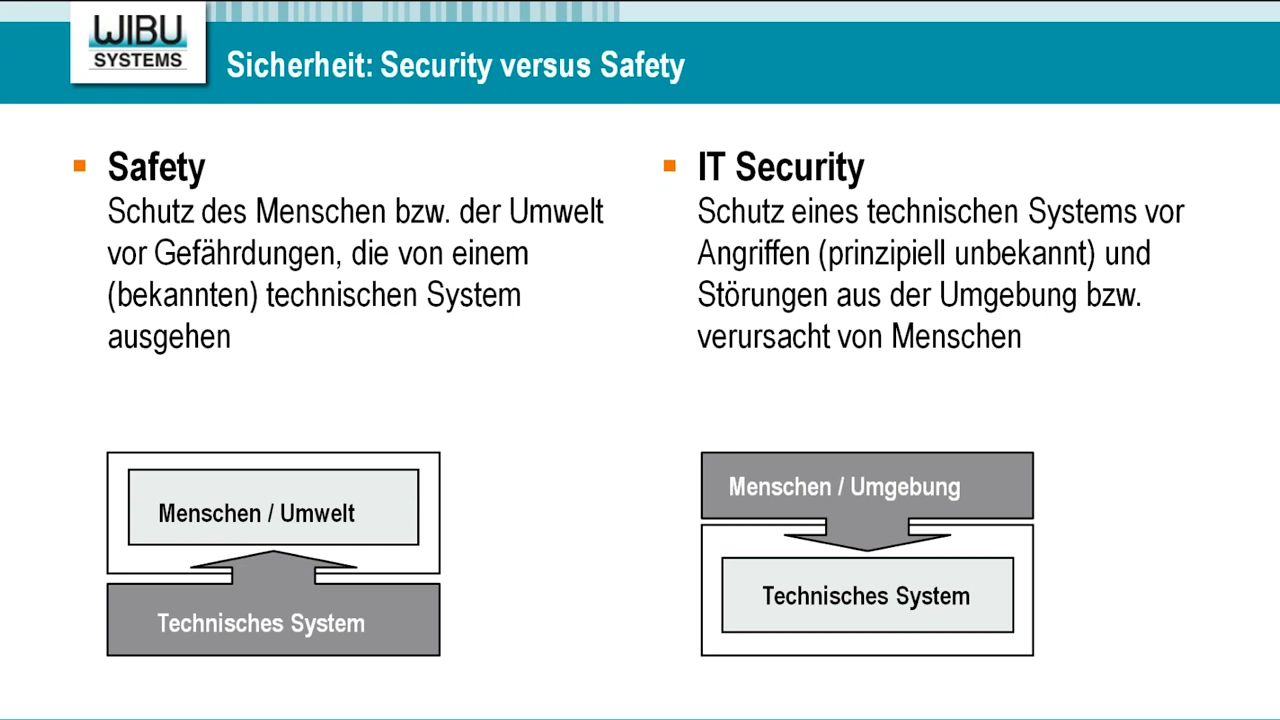 WIBU
SYSTEMS
Sicherheit: Security versus Safety
Safety
Schutz des Menschen bzw. der Umwelt
vor Gefährdungen, die von einem
(bekannten) technischen System
ausgehen
IT Security
Schutz eines technischen Systems vor
Angriffen (prinzipiell unbekannt) und
Störungen aus der Umgebung bzw.
verursacht von Menschen
Menschen / Umwelt
Technisches System
Menschen / Umgebung
Technisches System